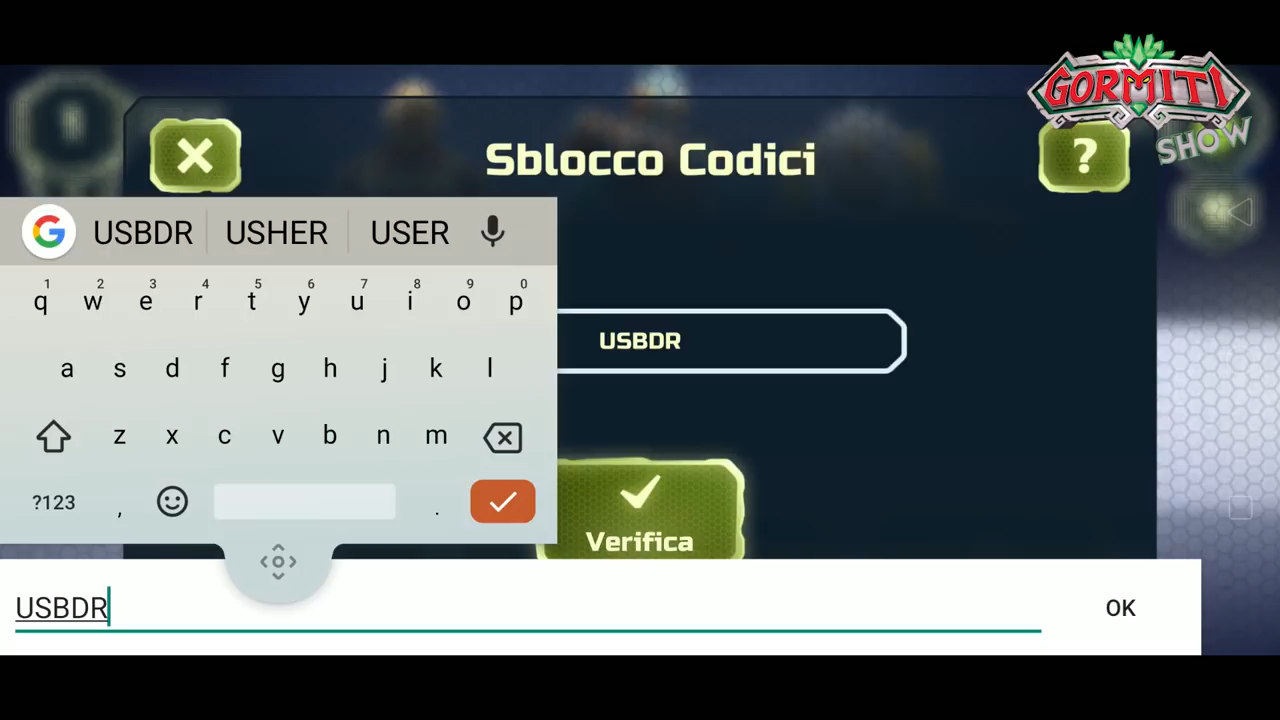 GORMITI
SHOW
Sblocco Codici
?
USBDR USHER USER
1 2 3 4 5 6 7 8 9 0
q w e r t y u i o p
USBDR
a s d f g h j k l
z x c v b n m
?123 , .
Verifica
USBDR
OK